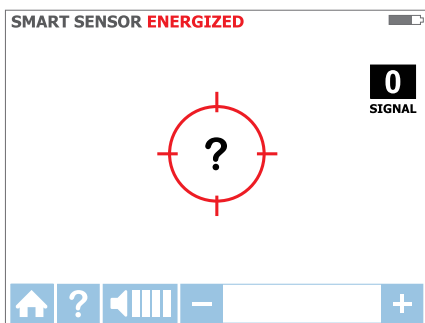 SMART SENSOR ENERGIZED
0
SIGNAL
?
?
− +